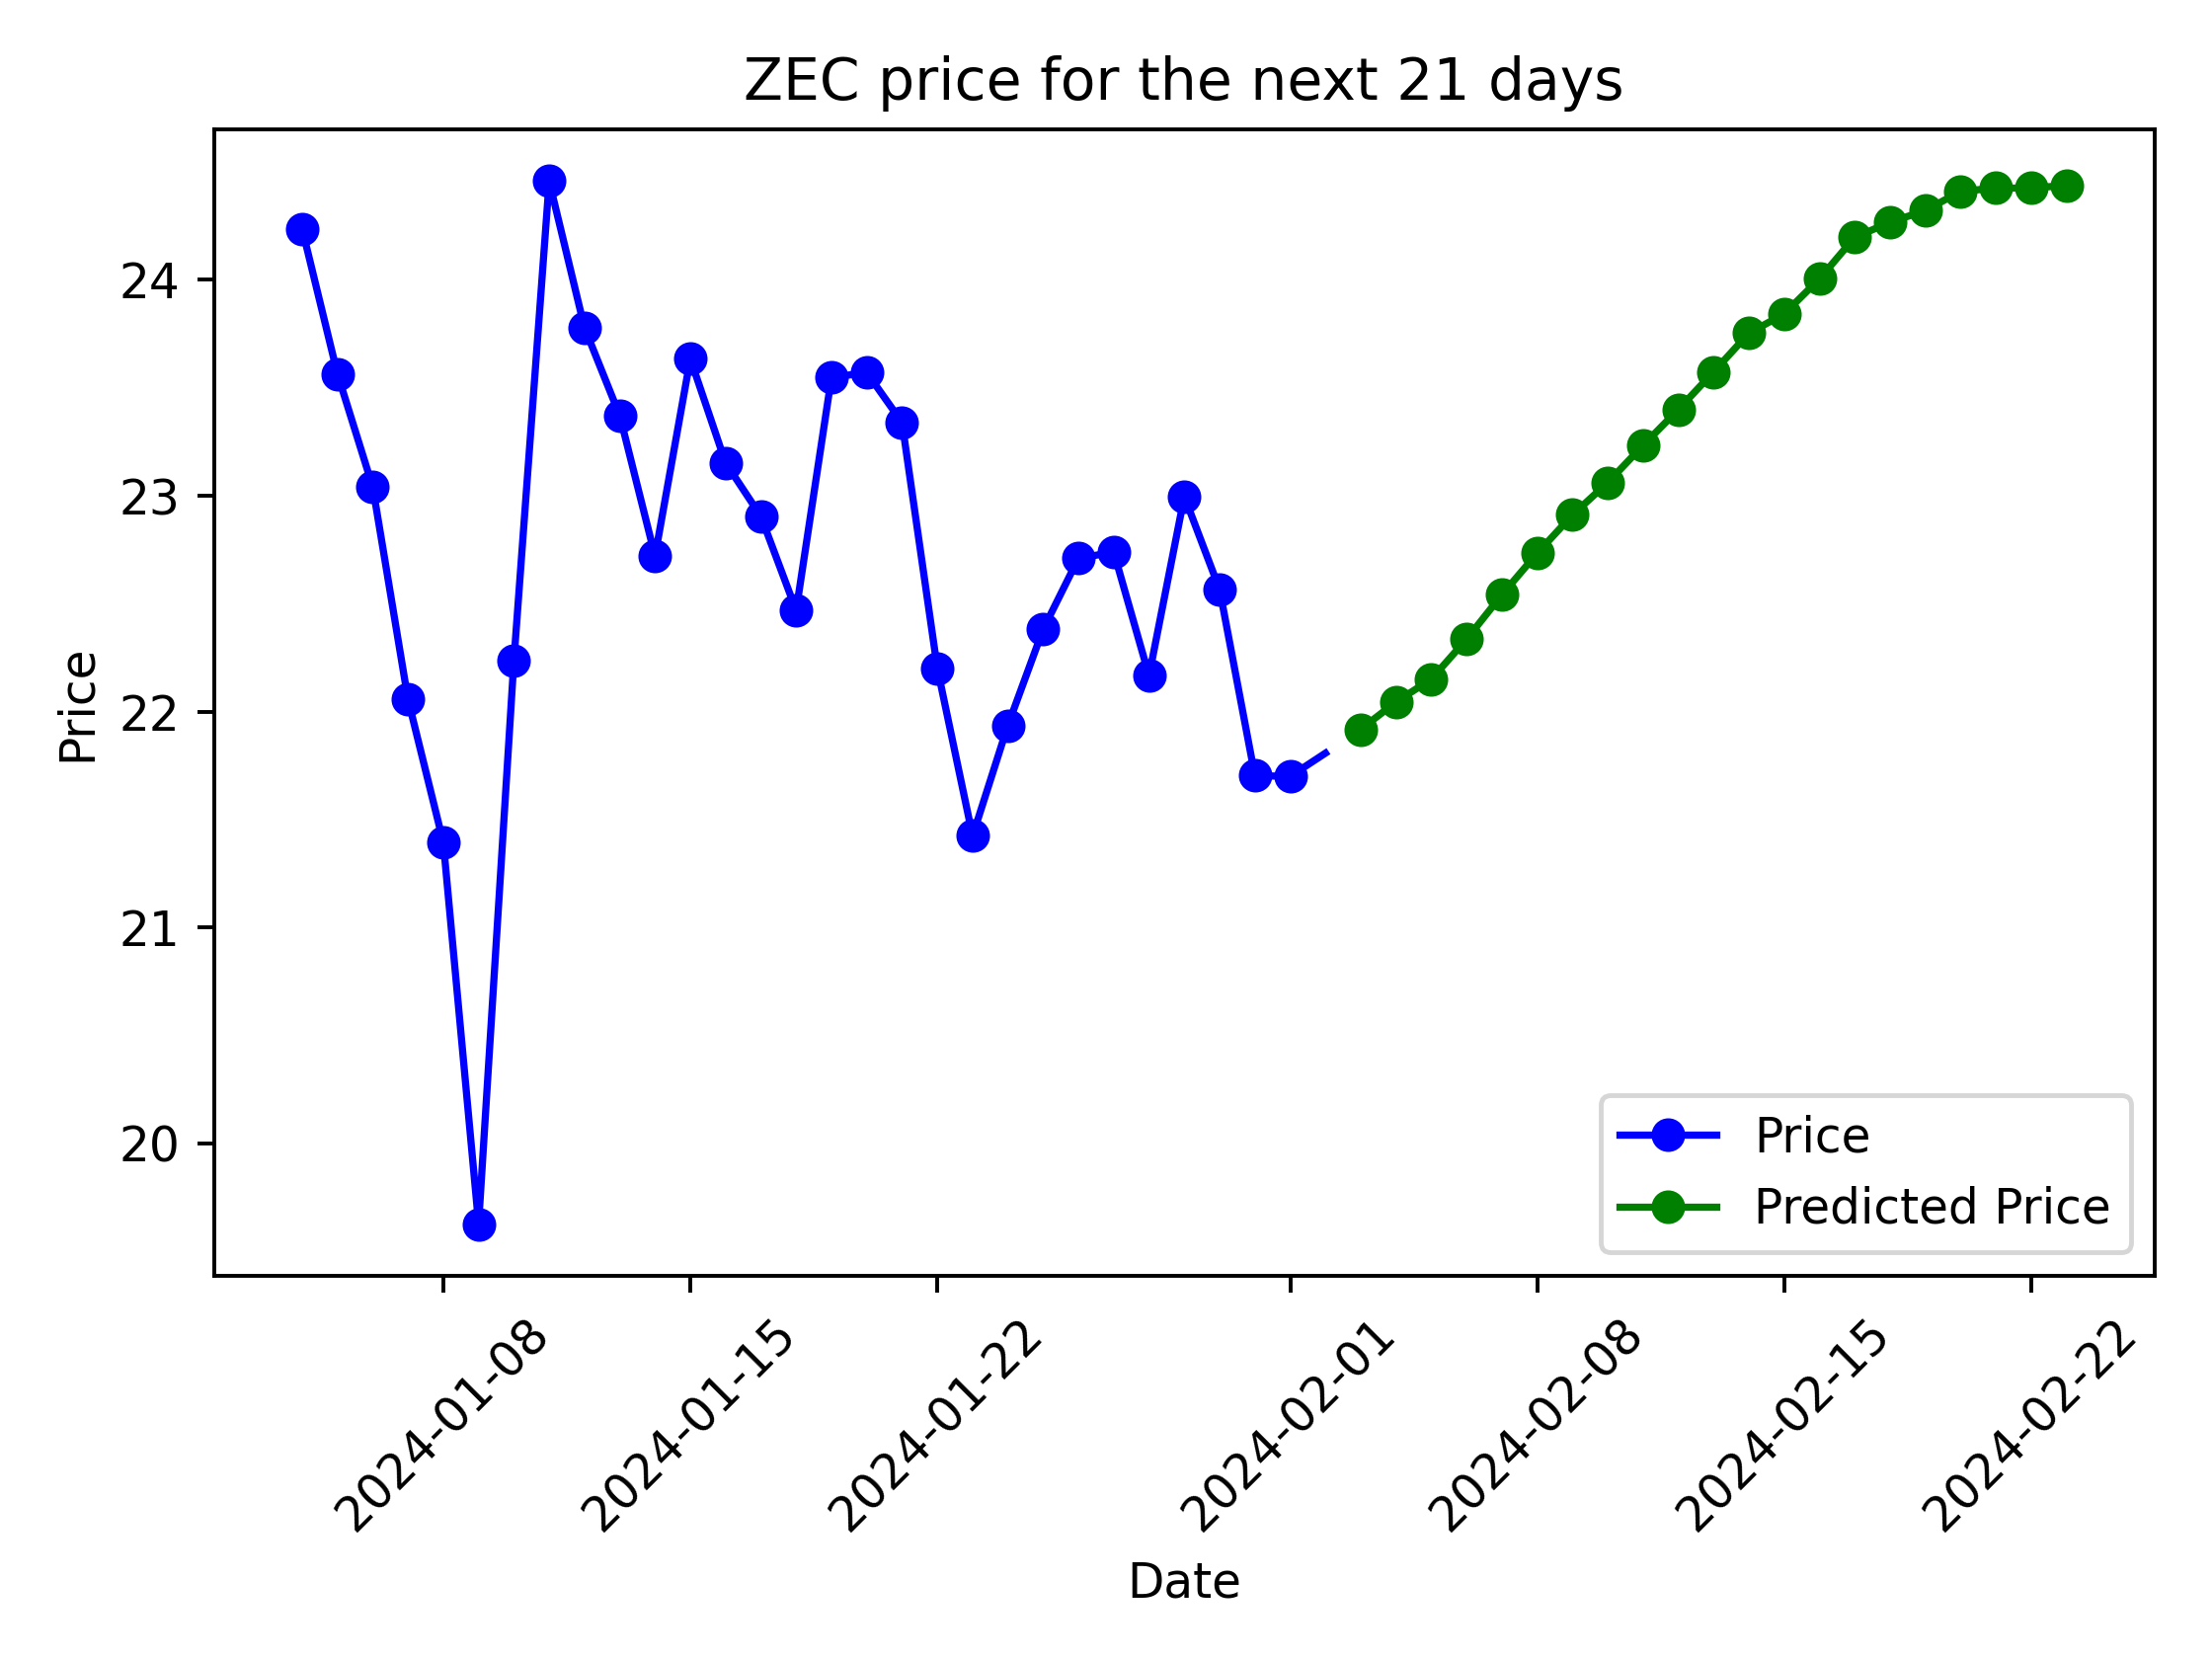 ZEC price for the next 21 days
Price
24
23
22
21
20
Price
Predicted Price
2024-01-08
2024-01-15
2024-01-22
2024-02-01
2024-02-08
2024-02-15
2024-02-22
Date